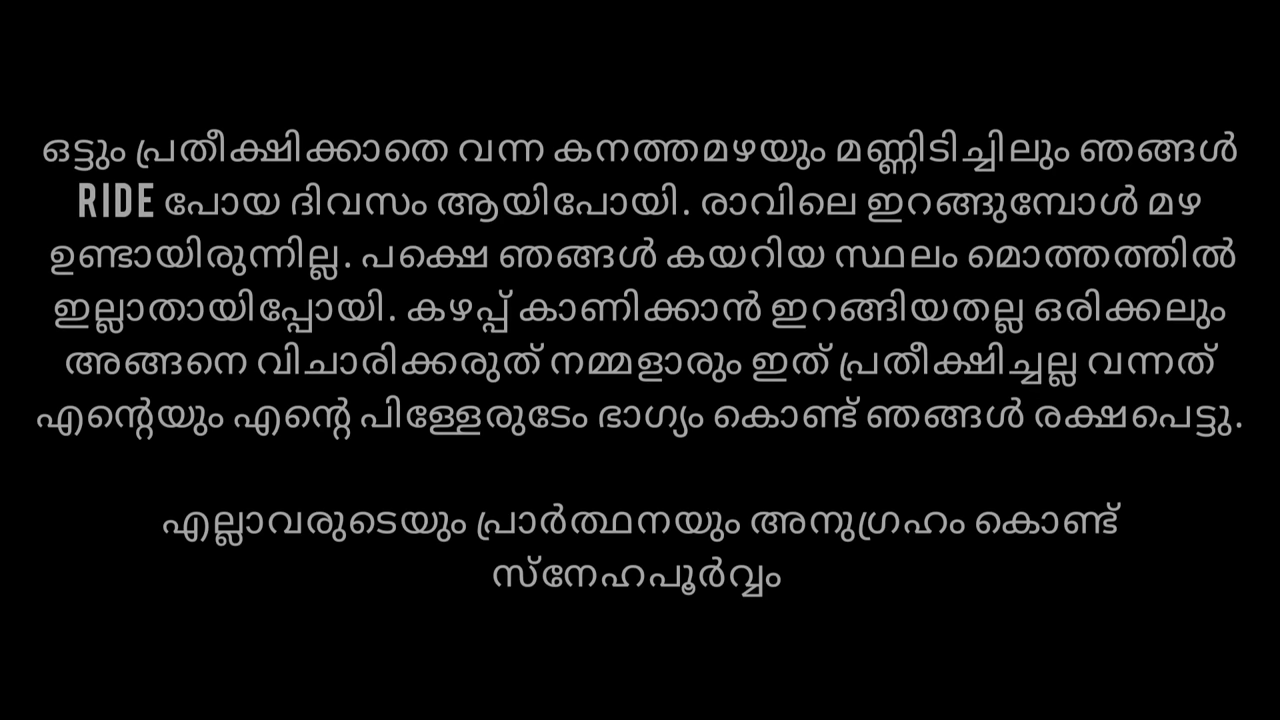 ഒട്ടും പ്രതീക്ഷിക്കാതെ വന്ന കനത്തമഴയും മണ്ണിടിച്ചിലും ഞങ്ങൾ
RIDE പോയ ദിവസം ആയിപോയി. രാവിലെ ഇറങ്ങുമ്പോൾ മഴ
ഉണ്ടായിരുന്നില്ല. പക്ഷെ ഞങ്ങൾ കയറിയ സ്ഥലം മൊത്തത്തിൽ
ഇല്ലാതായിപ്പോയി. കഴപ്പ് കാണിക്കാൻ ഇറങ്ങിയതല്ല ഒരിക്കലും
അങ്ങനെ വിചാരിക്കരുത് നമ്മളാരും ഇത് പ്രതീക്ഷിച്ചല്ല വന്നത്
എന്റെയും എന്റെ പിള്ളേരുടേം ഭാഗ്യം കൊണ്ട് ഞങ്ങൾ രക്ഷപെട്ടു.
എല്ലാവരുടെയും പ്രാർത്ഥനയും അനുഗ്രഹം കൊണ്ട്
സ്നേഹപൂർവ്വം